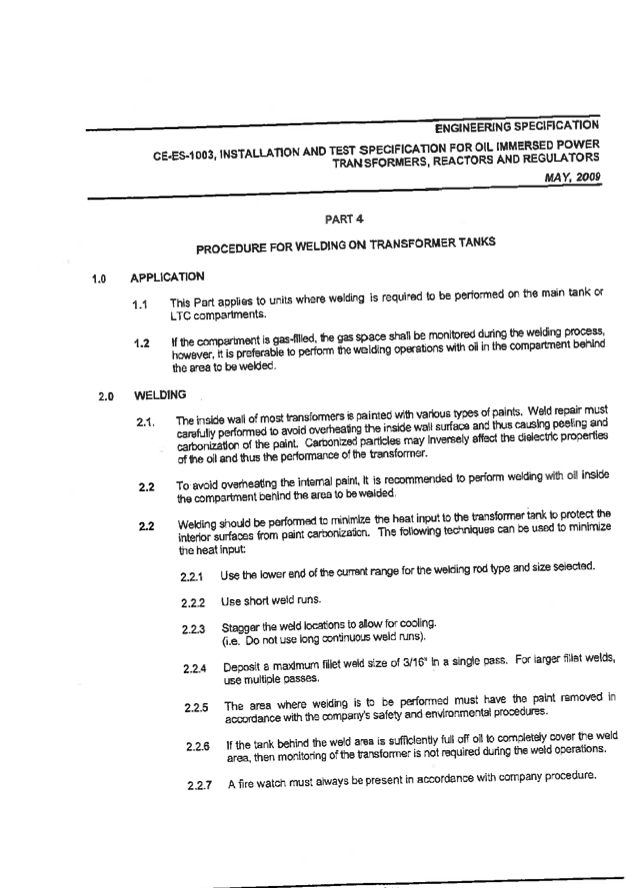 ENGINEERING SPECIFICATION
CE-ES-1003, INSTALLATION AND TEST SPECIFICATION FOR OIL IMMERSED POWER
TRANSFORMERS, REACTORS AND REGULATORS
MAY, 2009
PART 4
PROCEDURE FOR WELDING ON TRANSFORMER TANKS
1.0 APPLICATION
1.1 This Part applies to units where welding is required to be performed on the main tank or
LTC compartments.
1.2 If the compartment is gas-filled, the gas space shall be monitored during the welding process,
however, it is preferable to perform the welding operations with oil in the compartment behind
the area to be welded.
2.0 WELDING
2.1. The inside wall of most transformers is painted with various types of paints. Weld repair must
carefully performed to avoid overheating the inside wall surface and thus causing peeling and
carbonization of the paint. Carbonized particles may inversely affect the dielectric properties
of the oil and thus the performance of the transformer.
2.2 To avoid overheating the internal paint, it is recommended to perform welding with oil inside
the compartment behind the area to be welded.
2.2 Welding should be performed to minimize the heat input to the transformer tank to protect the
interior surfaces from paint carbonization. The following techniques can be used to minimize
the heat input:
2.2.1 Use the lower end of the current range for the welding rod type and size selected.
2.2.2 Use short weld runs.
2.2.3 Stagger the weld locations to allow for cooling.
(i.e. Do not use long continuous weld runs).
2.2.4 Deposit a maximum fillet weld size of 3/16" in a single pass. For larger fillet welds,
use multiple passes.
2.2.5 The area where welding is to be performed must have the paint removed in
accordance with the company's safety and environmental procedures.
2.2.6 If the tank behind the weld area is sufficiently full off oil to completely cover the weld
area, then monitoring of the transformer is not required during the weld operations.
2.2.7 A fire watch must always be present in accordance with company procedure.